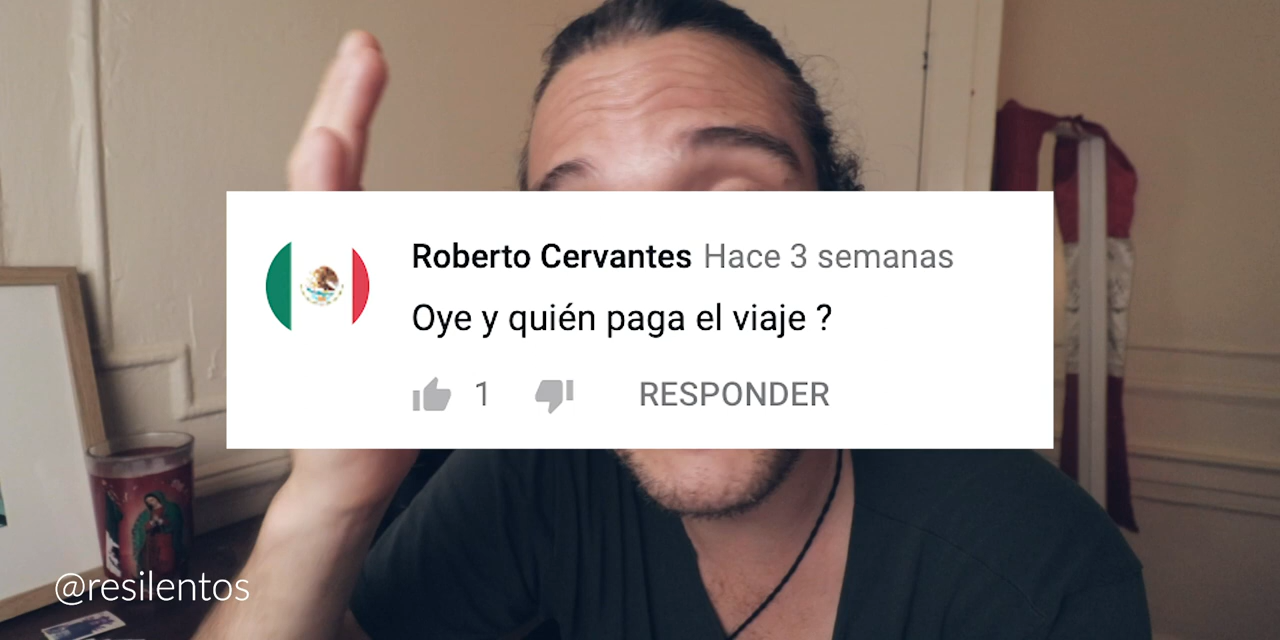 Roberto Cervantes Hace 3 semanas
Oye y quién paga el viaje ?
1 RESPONDER
@resilentos